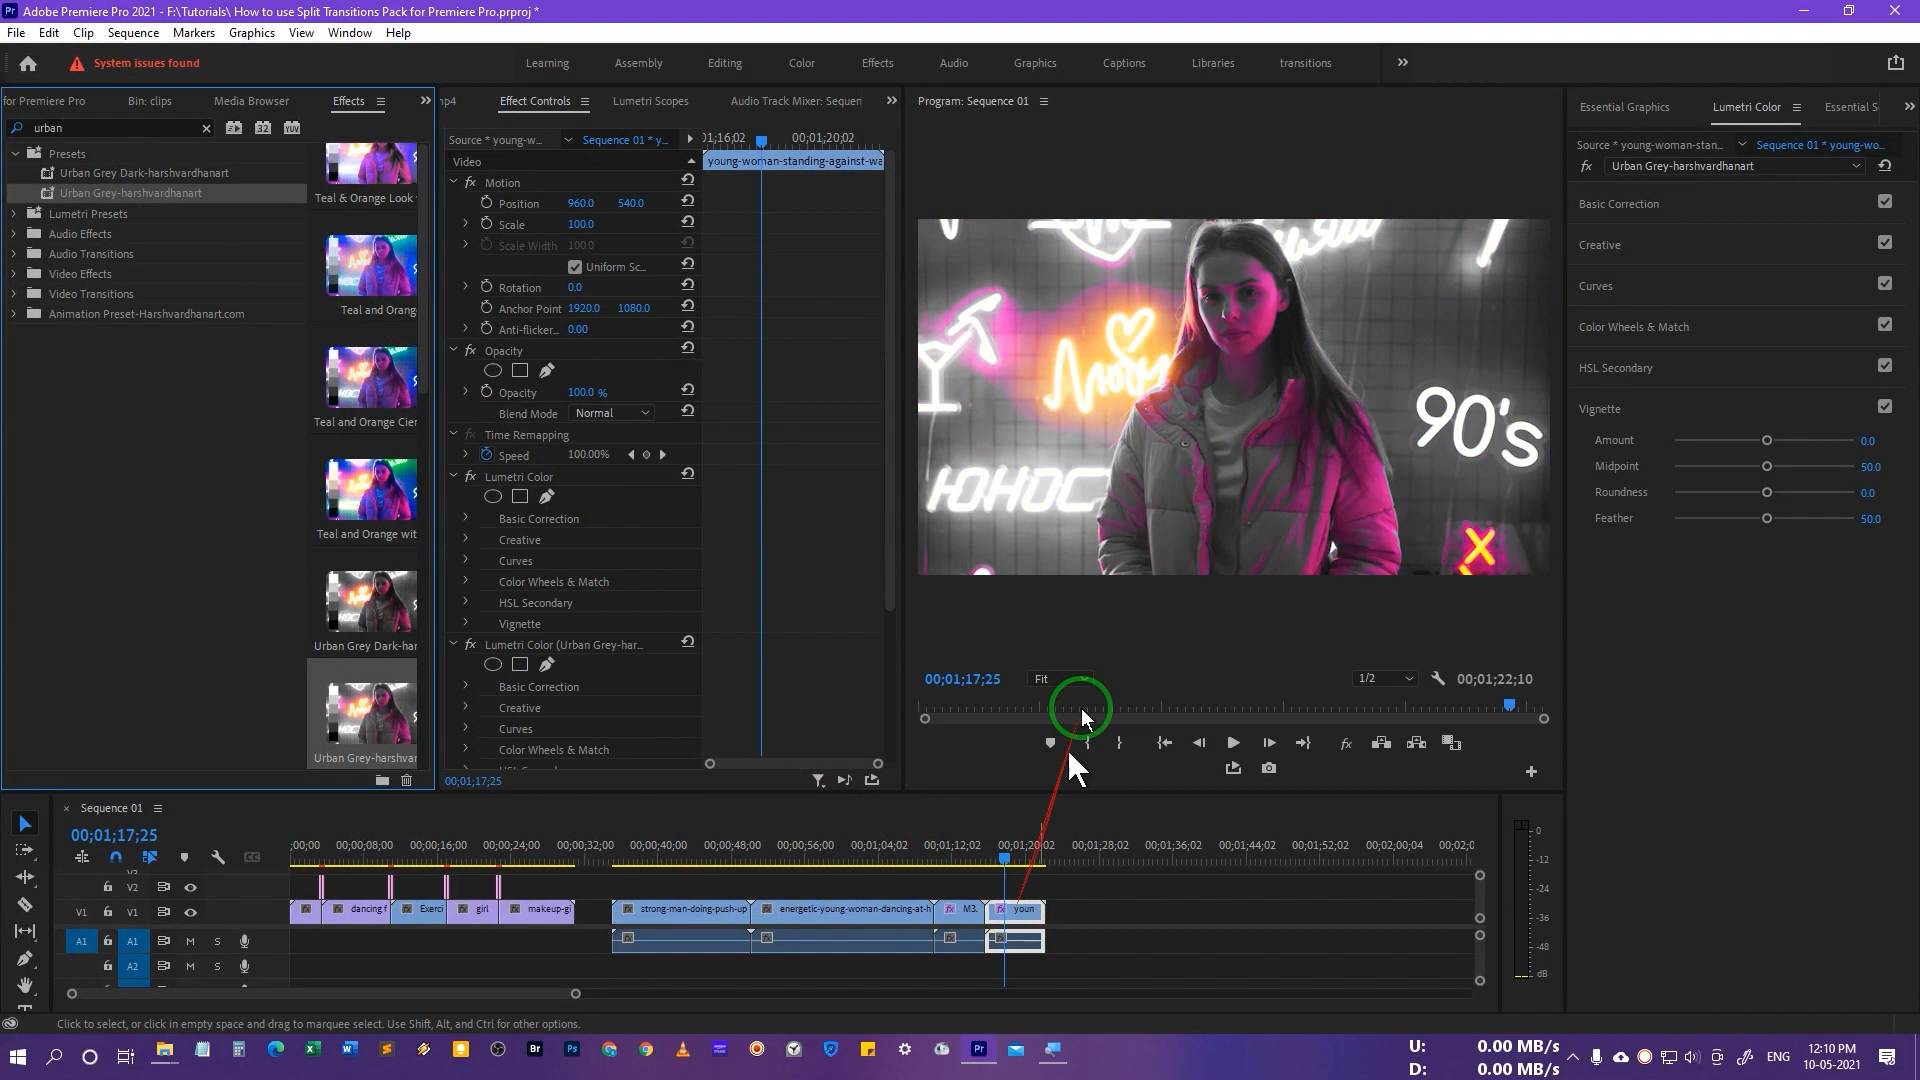 Adobe Premiere Pro 2021 - F:\Tutorials\ How to use Split Transitions Pack for Premiere Pro.prproj *
File Edit Clip Sequence Markers Graphics View Window Help
System issues found
Learning Assembly Editing Color Effects Audio Graphics Captions Libraries transitions
for Premiere Pro Bin: clips Media Browser Effects
urban
32 YUV
Presets
Urban Grey Dark-harshvardhanart
Urban Grey-harshvardhanart
Lumetri Presets
Audio Effects
Audio Transitions
Video Effects
Video Transitions
Animation Preset-Harshvardhanart.com
Teal & Orange Look
Teal and Orange
Teal and Orange Cier
Teal and Orange wit
Urban Grey Dark-har
Urban Grey-harshvar
np4 Effect Controls Lumetri Scopes Audio Track Mixer: Sequen
Source * young-w... Sequence 01 * y...
01;16;02 00;01;20;02
Video
young-woman-standing-against-wa
fx Motion
Position 960.0 540.0
Scale 100.0
Scale Width 100.0
Uniform Sc...
Rotation 0.0
Anchor Point 1920.0 1080.0
Anti-flicker... 0.00
fx Opacity
Opacity 100.0 %
Blend Mode Normal
fx Time Remapping
Speed 100.00%
fx Lumetri Color
Basic Correction
Creative
Curves
Color Wheels & Match
HSL Secondary
Vignette
fx Lumetri Color (Urban Grey-har...
Basic Correction
Creative
Curves
Color Wheels & Match
00;01;17;25
Program: Sequence 01
Люби
ЮНОС
90's
X
00;01;17;25 Fit 1/2 00;01;22;10
fx
Essential Graphics Lumetri Color Essential S
Source * young-woman-stan... Sequence 01 * young-wo...
fx Urban Grey-harshvardhanart
Basic Correction
Creative
Curves
Color Wheels & Match
HSL Secondary
Vignette
Amount 0.0
Midpoint 50.0
Roundness 0.0
Feather 50.0
Sequence 01
00;01;17;25
;00;00 00;00;08;00 00;00;16;00 00;00;24;00 00;00;32;00 00;00;40;00 00;00;48;00 00;00;56;00 00;01;04;02 00;01;12;02 00;01;20;02 00;01;28;02 00;01;36;02 00;01;44;02 00;01;52;02 00;02;00;04 00;02;0
V2
V1 V1 dancing f Exerci girl makeup-gi strong-man-doing-push-up energetic-young-woman-dancing-at-h M3. youn
A1 A1 M S
A2 M S
0
-12
-24
-36
-48
dB
Click to select, or click in empty space and drag to marquee select. Use Shift, Alt, and Ctrl for other options.
U: 0.00 MB/s
D: 0.00 MB/s
ENG
12:10 PM
10-05-2021
Br Ps Pr